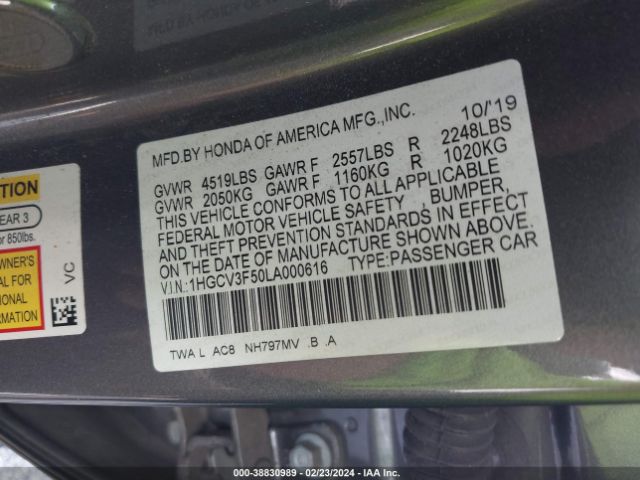 MFD.BY HONDA OF AMERICA MFG.,INC. 10/'19
GVWR 4519LBS GAWR F 2557LBS R 2248LBS
GVWR 2050KG GAWR F 1160KG R 1020KG
THIS VEHICLE CONFORMS TO ALL APPLICABLE
FEDERAL MOTOR VEHICLE SAFETY , BUMPER,
AND THEFT PREVENTION STANDARDS IN EFFECT
ON THE DATE OF MANUFACTURE SHOWN ABOVE.
V.I.N.:1HGCV3F50LA000616 TYPE:PASSENGER CAR
TWA L AC8 NH797MV .B .A
EAR 3
or 850lbs.
WNER'S
AL FOR
IONAL
RMATION
VC
000-38830989 - 02/23/2024 - IAA Inc.